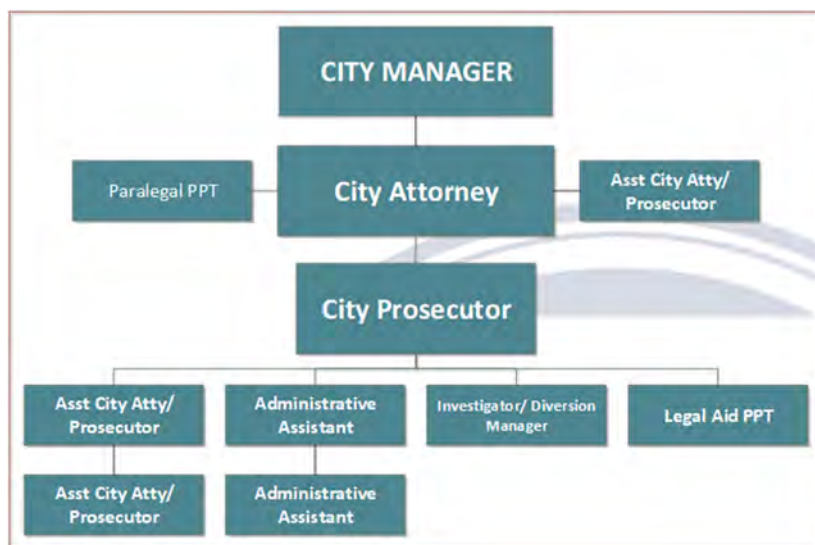 CITY MANAGER
Paralegal PPT
City Attorney
Asst City Atty/
Prosecutor
City Prosecutor
Asst City Atty/
Prosecutor
Administrative
Assistant
Investigator/ Diversion
Manager
Legal Aid PPT
Asst City Atty/
Prosecutor
Administrative
Assistant